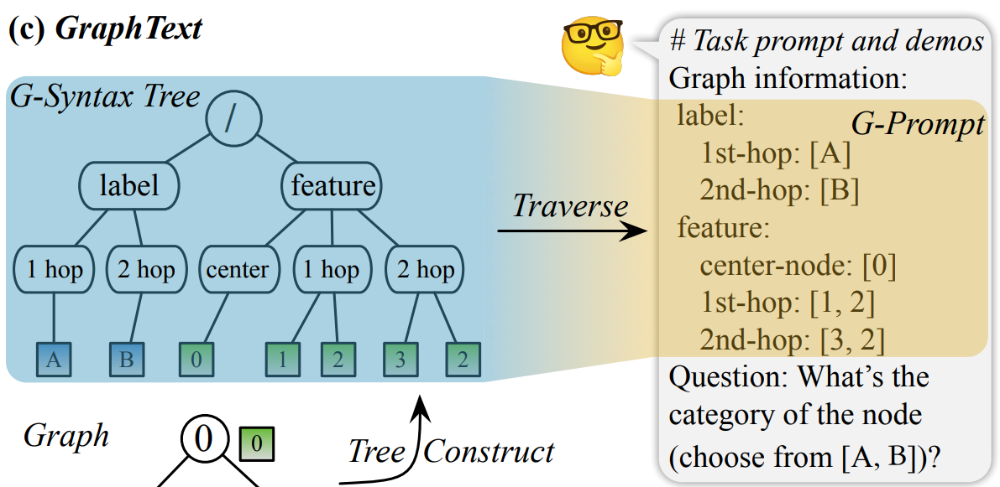 (c) GraphText
G-Syntax Tree
/
label feature
1 hop 2 hop center 1 hop 2 hop
A B 0 1 2 3 2
Graph
0 0
Tree Construct
Traverse
# Task prompt and demos
Graph information:
G-Prompt
label:
1st-hop: [A]
2nd-hop: [B]
feature:
center-node: [0]
1st-hop: [1, 2]
2nd-hop: [3, 2]
Question: What's the
category of the node
(choose from [A, B])?